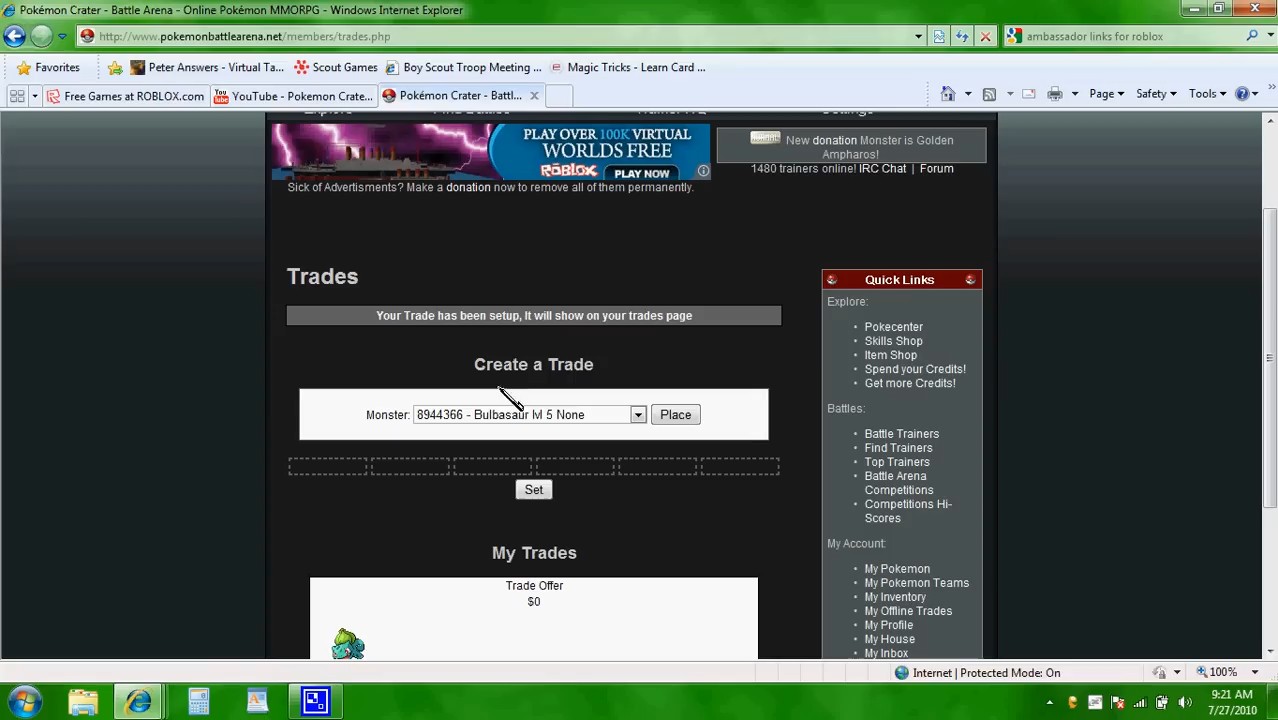 Pokémon Crater - Battle Arena - Online Pokémon MMORPG - Windows Internet Explorer
http://www.pokemonbattlearena.net/members/trades.php
ambassador links for roblox
Favorites
Peter Answers - Virtual Ta...
Scout Games
Boy Scout Troop Meeting ...
Magic Tricks - Learn Card ...
Free Games at ROBLOX.com
YouTube - Pokemon Crate...
Pokémon Crater - Battl...
Page
Safety
Tools
PLAY OVER 100K VIRTUAL
WORLDS FREE
ROBLOX PLAY NOW
New donation Monster is Golden
Ampharos!
1480 trainers online! IRC Chat | Forum
Sick of Advertisments? Make a donation now to remove all of them permanently.
Trades
Your Trade has been setup, It will show on your trades page
Create a Trade
Monster: 8944366 - Bulbasaur lvl 5 None Place
Set
My Trades
Trade Offer
$0
Quick Links
Explore:
Pokecenter
Skills Shop
Item Shop
Spend your Credits!
Get more Credits!
Battles:
Battle Trainers
Find Trainers
Top Trainers
Battle Arena
Competitions
Competitions Hi-
Scores
My Account:
My Pokemon
My Pokemon Teams
My Inventory
My Offline Trades
My Profile
My House
My Inbox
Internet | Protected Mode: On
100%
9:21 AM
7/27/2010